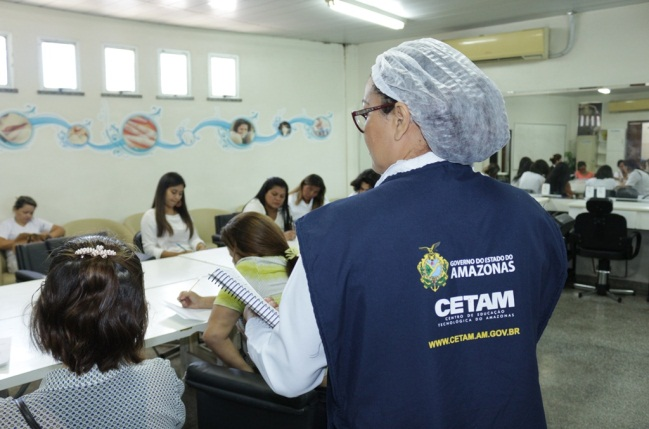 GOVERNO DO ESTADO DO
AMAZONAS
CETAM
CENTRO DE EDUCAÇÃO
TECNOLÓGICA DO AMAZONAS
WWW.CETAM.AM.GOV.BR